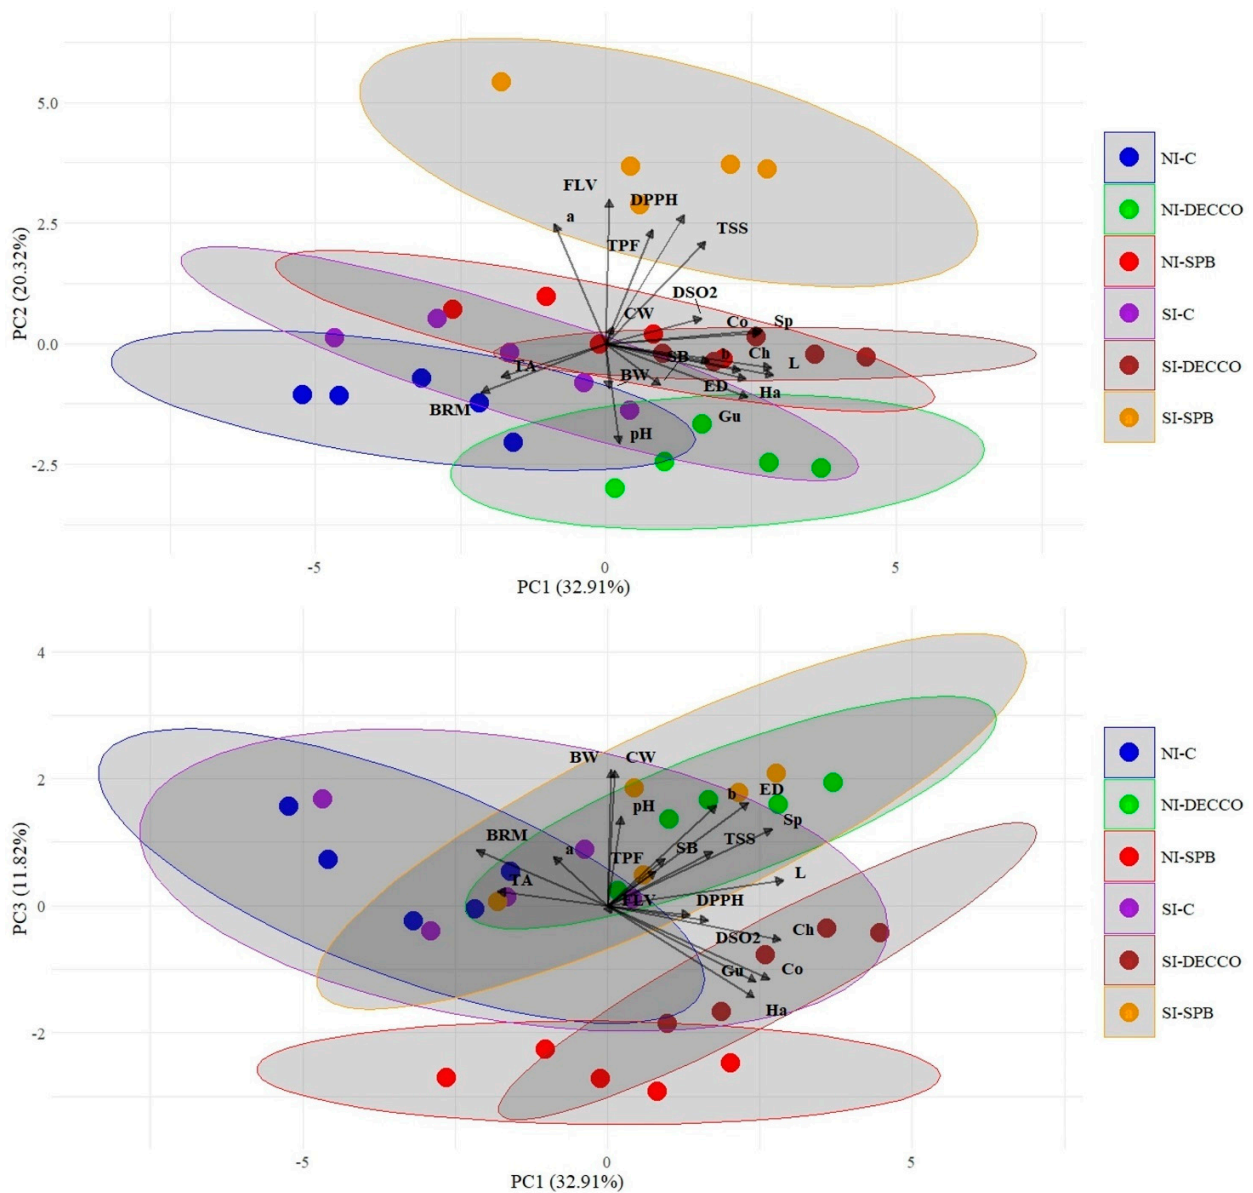 5.0
2.5
0.0
-2.5
PC2 (20.32%)
FLV
DPPH
a
TSS
TPF
DSO2
CW
Co
Sp
SB
b
Ch
L
TA
BW
ED
Ha
BRM
Gu
pH
-5
0
5
PC1 (32.91%)
NI-C
NI-DECCO
NI-SPB
SI-C
SI-DECCO
SI-SPB
4
2
0
-2
PC3 (11.82%)
BW
CW
b
ED
pH
Sp
BRM
TSS
a
TPF
SB
TA
L
FLV
DPPH
Ch
DSO2
Gu
Co
Ha
-5
0
5
PC1 (32.91%)
NI-C
NI-DECCO
NI-SPB
SI-C
SI-DECCO
SI-SPB